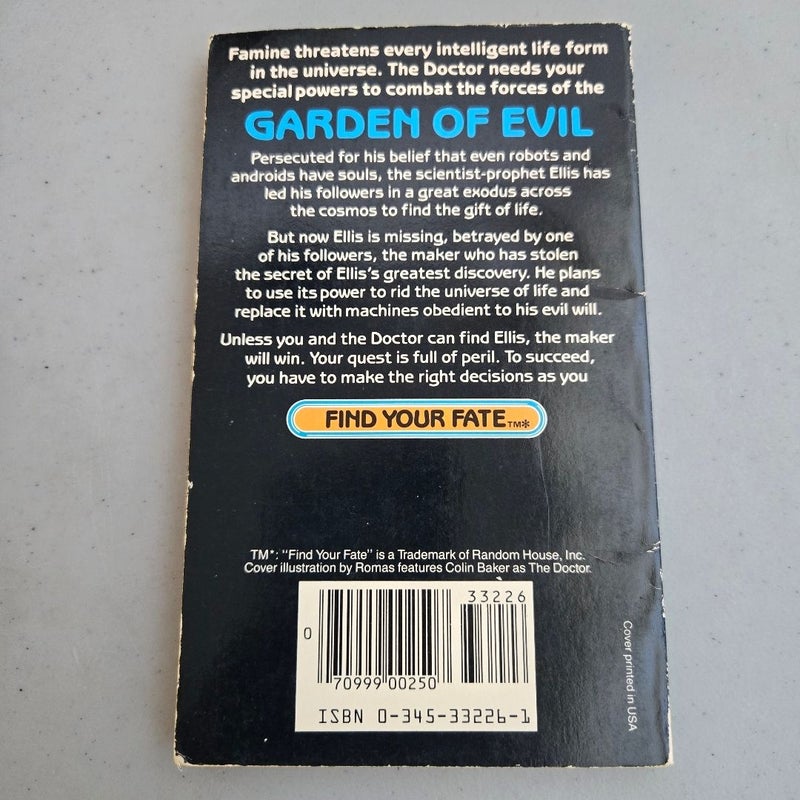 Famine threatens every intelligent life form
in the universe. The Doctor needs your
special powers to combat the forces of the
GARDEN OF EVIL
Persecuted for his belief that even robots and
androids have souls, the scientist-prophet Ellis has
led his followers in a great exodus across
the cosmos to find the gift of life.
But now Ellis is missing, betrayed by one
of his followers, the maker who has stolen
the secret of Ellis's greatest discovery. He plans
to use its power to rid the universe of life and
replace it with machines obedient to his evil will.
Unless you and the Doctor can find Ellis, the maker
will win. Your quest is full of peril. To succeed,
you have to make the right decisions as you
FIND YOUR FATE TM*
TM*: "Find Your Fate" is a Trademark of Random House, Inc.
Cover illustration by Romas features Colin Baker as The Doctor.
33226
0
70999 00250
ISBN 0-345-33226-1
Cover printed in USA